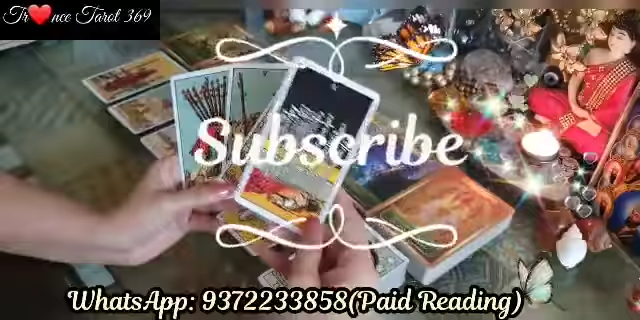 Tr❤nce Tarot 369
Subscribe
WhatsApp: 9372233858(Paid Reading)